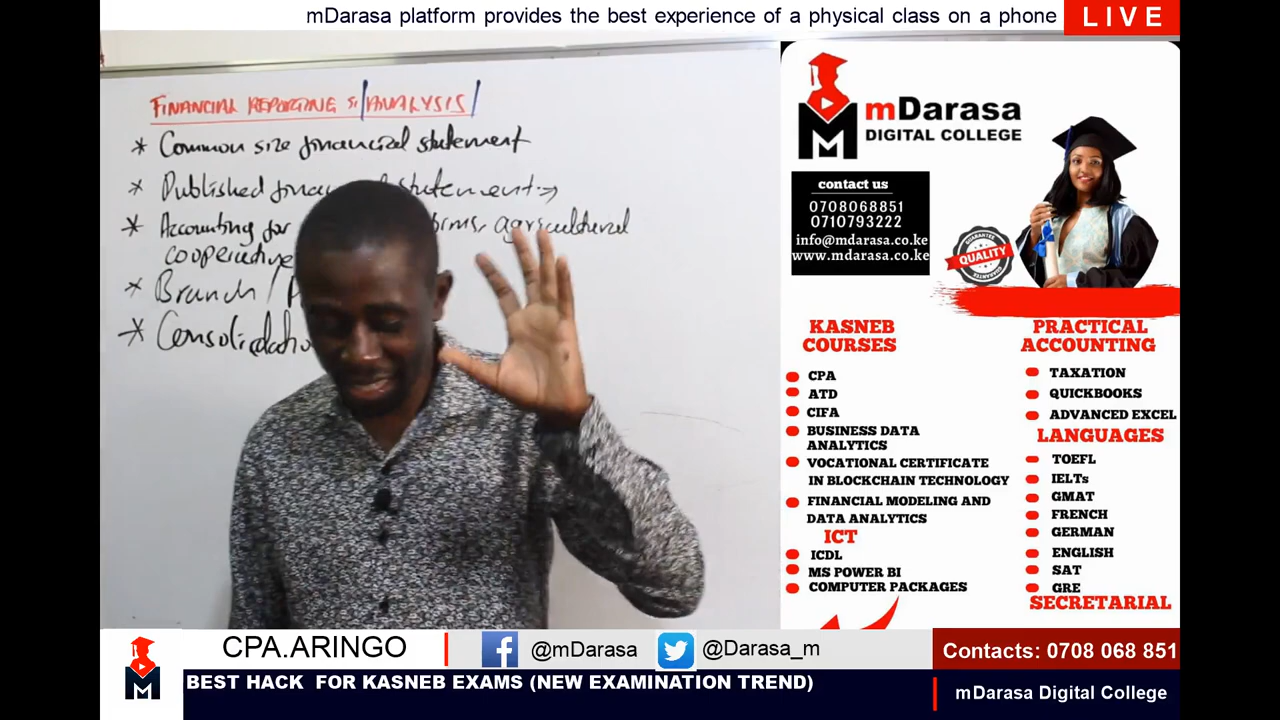 mDarasa platform provides the best experience of a physical class on a phone
LIVE
FINANCIAL REPORTING & ANALYSIS
* Common size financial statement
* Published statement
* Accounting for agricultural
cooperative
* Branch /
* Consolidatio
mDarasa
DIGITAL COLLEGE
contact us
0708068851
0710793222
info@mdarasa.co.ke
www.mdarasa.co.ke
GUARANTEE
QUALITY
KASNEB
COURSES
CPA
ATD
CIFA
BUSINESS DATA
ANALYTICS
VOCATIONAL CERTIFICATE
IN BLOCKCHAIN TECHNOLOGY
FINANCIAL MODELING AND
DATA ANALYTICS
ICT
ICDL
MS POWER BI
COMPUTER PACKAGES
PRACTICAL
ACCOUNTING
TAXATION
QUICKBOOKS
ADVANCED EXCEL
LANGUAGES
TOEFL
IELTs
GMAT
FRENCH
GERMAN
ENGLISH
SAT
GRE
SECRETARIAL
CPA.ARINGO
@mDarasa
@Darasa_m
Contacts: 0708 068 851
BEST HACK FOR KASNEB EXAMS (NEW EXAMINATION TREND)
mDarasa Digital College